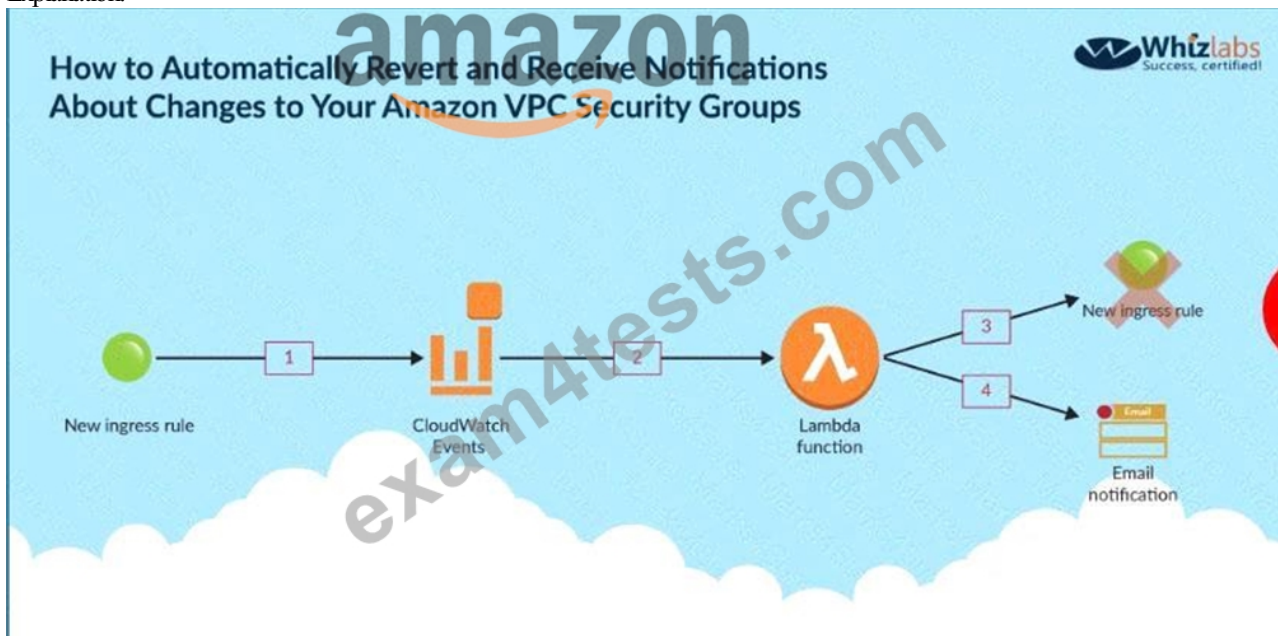 amazon
How to Automatically Revert and Receive Notifications
About Changes to Your Amazon VPC Security Groups
Whizlabs
Success, certified!
exam4tests.com
1
2
3
4
New ingress rule
CloudWatch
Events
Lambda
function
New ingress rule
Email
Email
notification